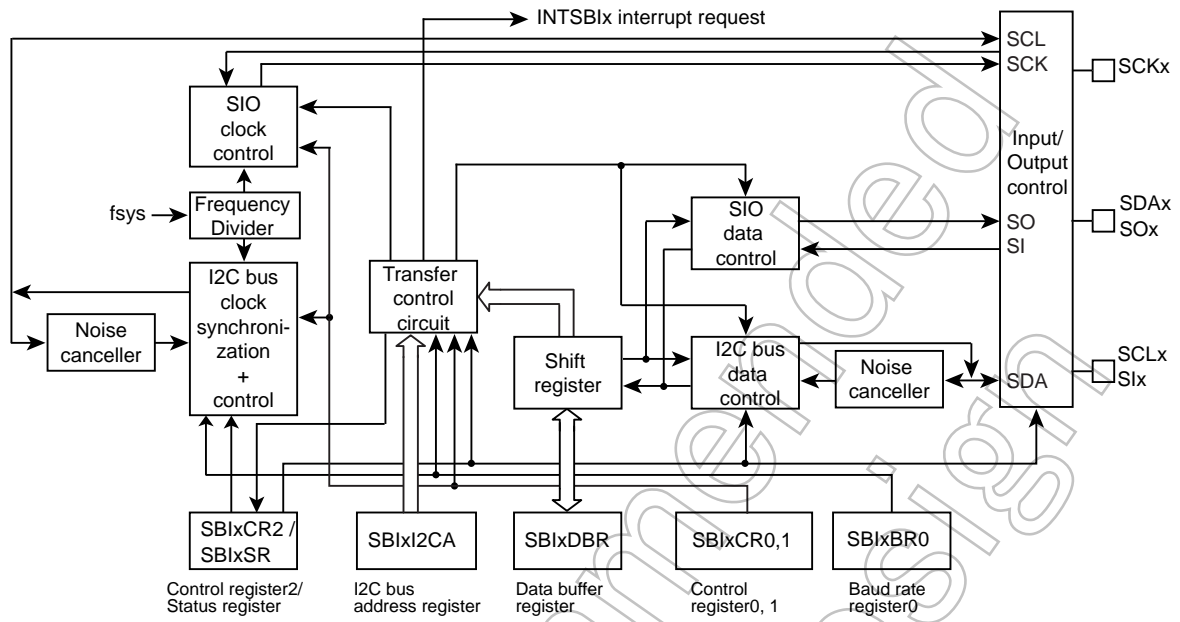 INTSBIx interrupt request
SCL
SCK
SCKx
SIO
clock
control
Input/
Output
control
fsys
Frequency
Divider
SIO
data
control
SO
SI
SDAx
SOx
I2C bus
clock
synchroni-
zation
+
control
Transfer
control
circuit
Noise
canceller
Shift
register
I2C bus
data
control
Noise
canceller
SDA
SCLx
SIx
SBIxCR2 /
SBIxSR
SBIxI2CA
SBIxDBR
SBIxCR0,1
SBIxBR0
Control register2/
Status register
I2C bus
address register
Data buffer
register
Control
register0, 1
Baud rate
register0